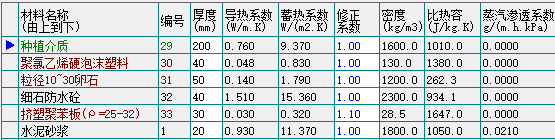 材料名称 编号 厚度 导热系数 蓄热系数 修正 密度 比热容 蒸汽渗透系数
(由上到下) (mm) (W/m.K) W/(m2.K) 系数 (kg/m3) (J/kg.K) g/(m.h.kPa)
种植介质 29 200 0.760 9.370 1.00 1600.0 1010.0 0.0000
聚氯乙烯硬泡沫塑料 30 40 0.048 0.830 1.00 130.0 1380.0 0.0000
粒径10~30卵石 31 50 0.140 1.790 1.00 1200.0 262.3 0.0000
细石防水砼 32 40 1.510 15.360 1.00 2300.0 934.1 0.0000
挤塑聚苯板(ρ=25-32) 33 30 0.030 0.320 1.10 28.5 1647.0 0.0000
水泥砂浆 1 20 0.930 11.370 1.00 1800.0 1050.0 0.0210